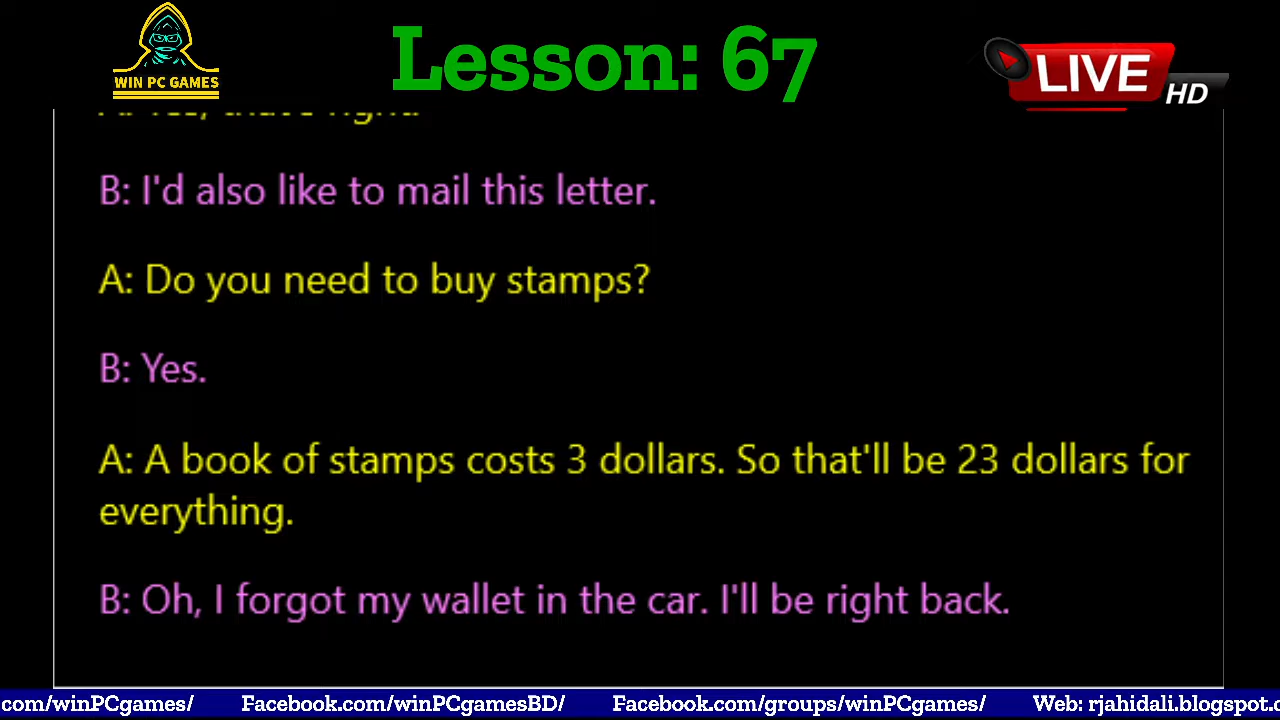 WIN PC GAMES
Lesson: 67
LIVE
HD
A: Yes, that's right.
B: I'd also like to mail this letter.
A: Do you need to buy stamps?
B: Yes.
A: A book of stamps costs 3 dollars. So that'll be 23 dollars for
everything.
B: Oh, I forgot my wallet in the car. I'll be right back.
com/winPCgames/ Facebook.com/winPCgamesBD/ Facebook.com/groups/winPCgames/ Web: rjahidali.blogspot.c